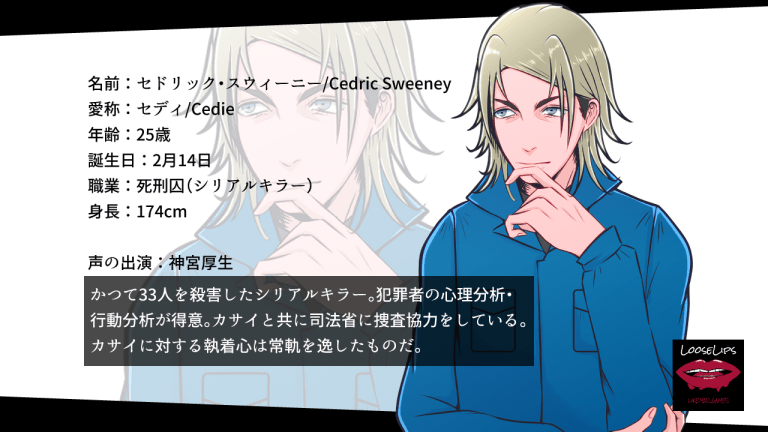 名前：セドリック・スウィーニー/Cedric Sweeney
愛称：セディ/Cedie
年齢：25歳
誕生日：2月14日
職業：死刑囚（シリアルキラー）
身長：174cm
声の出演：神宮厚生
かつて33人を殺害したシリアルキラー。犯罪者の心理分析・
行動分析が得意。カサイと共に司法省に捜査協力をしている。
カサイに対する執着心は常軌を逸したものだ。
LOOSELIPS